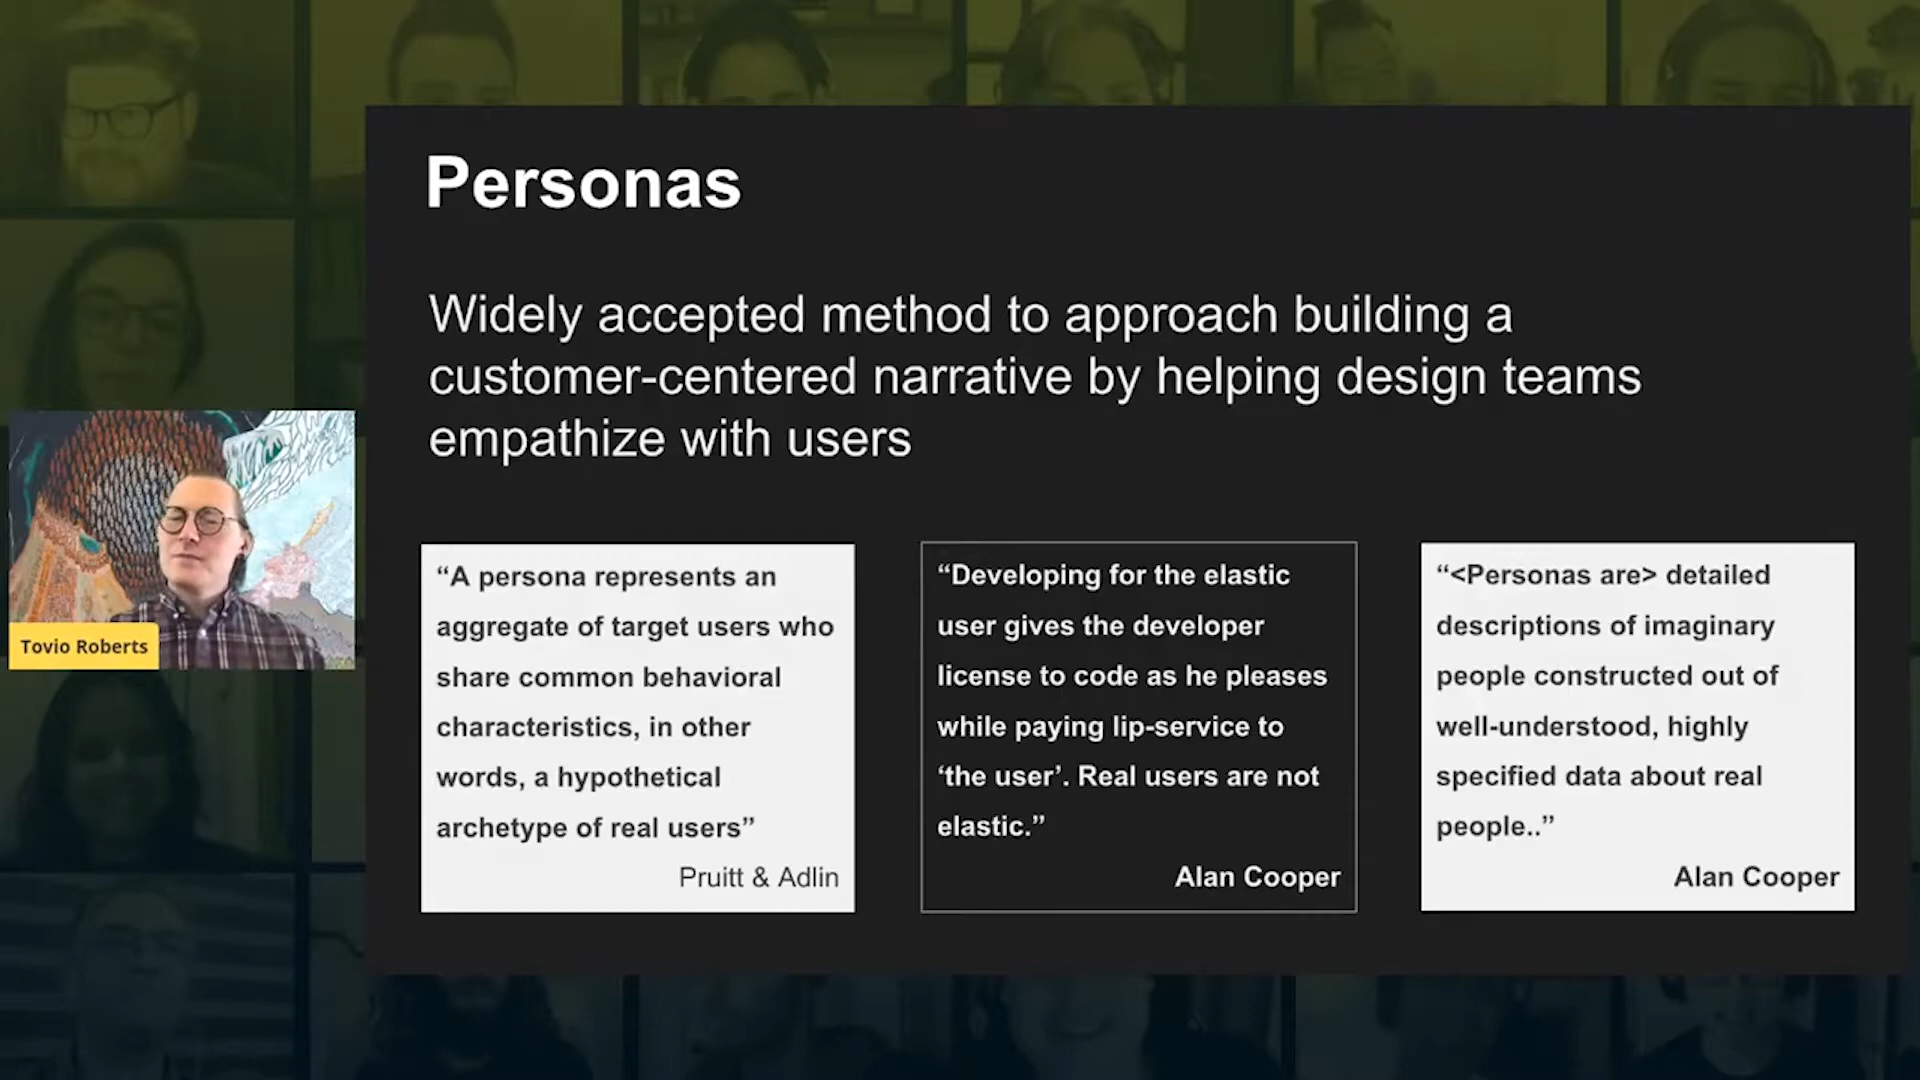 Personas
Widely accepted method to approach building a
customer-centered narrative by helping design teams
empathize with users
“A persona represents an
aggregate of target users who
share common behavioral
characteristics, in other
words, a hypothetical
archetype of real users”
Pruitt & Adlin
“Developing for the elastic
user gives the developer
license to code as he pleases
while paying lip-service to
‘the user’. Real users are not
elastic.”
Alan Cooper
“<Personas are> detailed
descriptions of imaginary
people constructed out of
well-understood, highly
specified data about real
people..”
Alan Cooper
Tovio Roberts